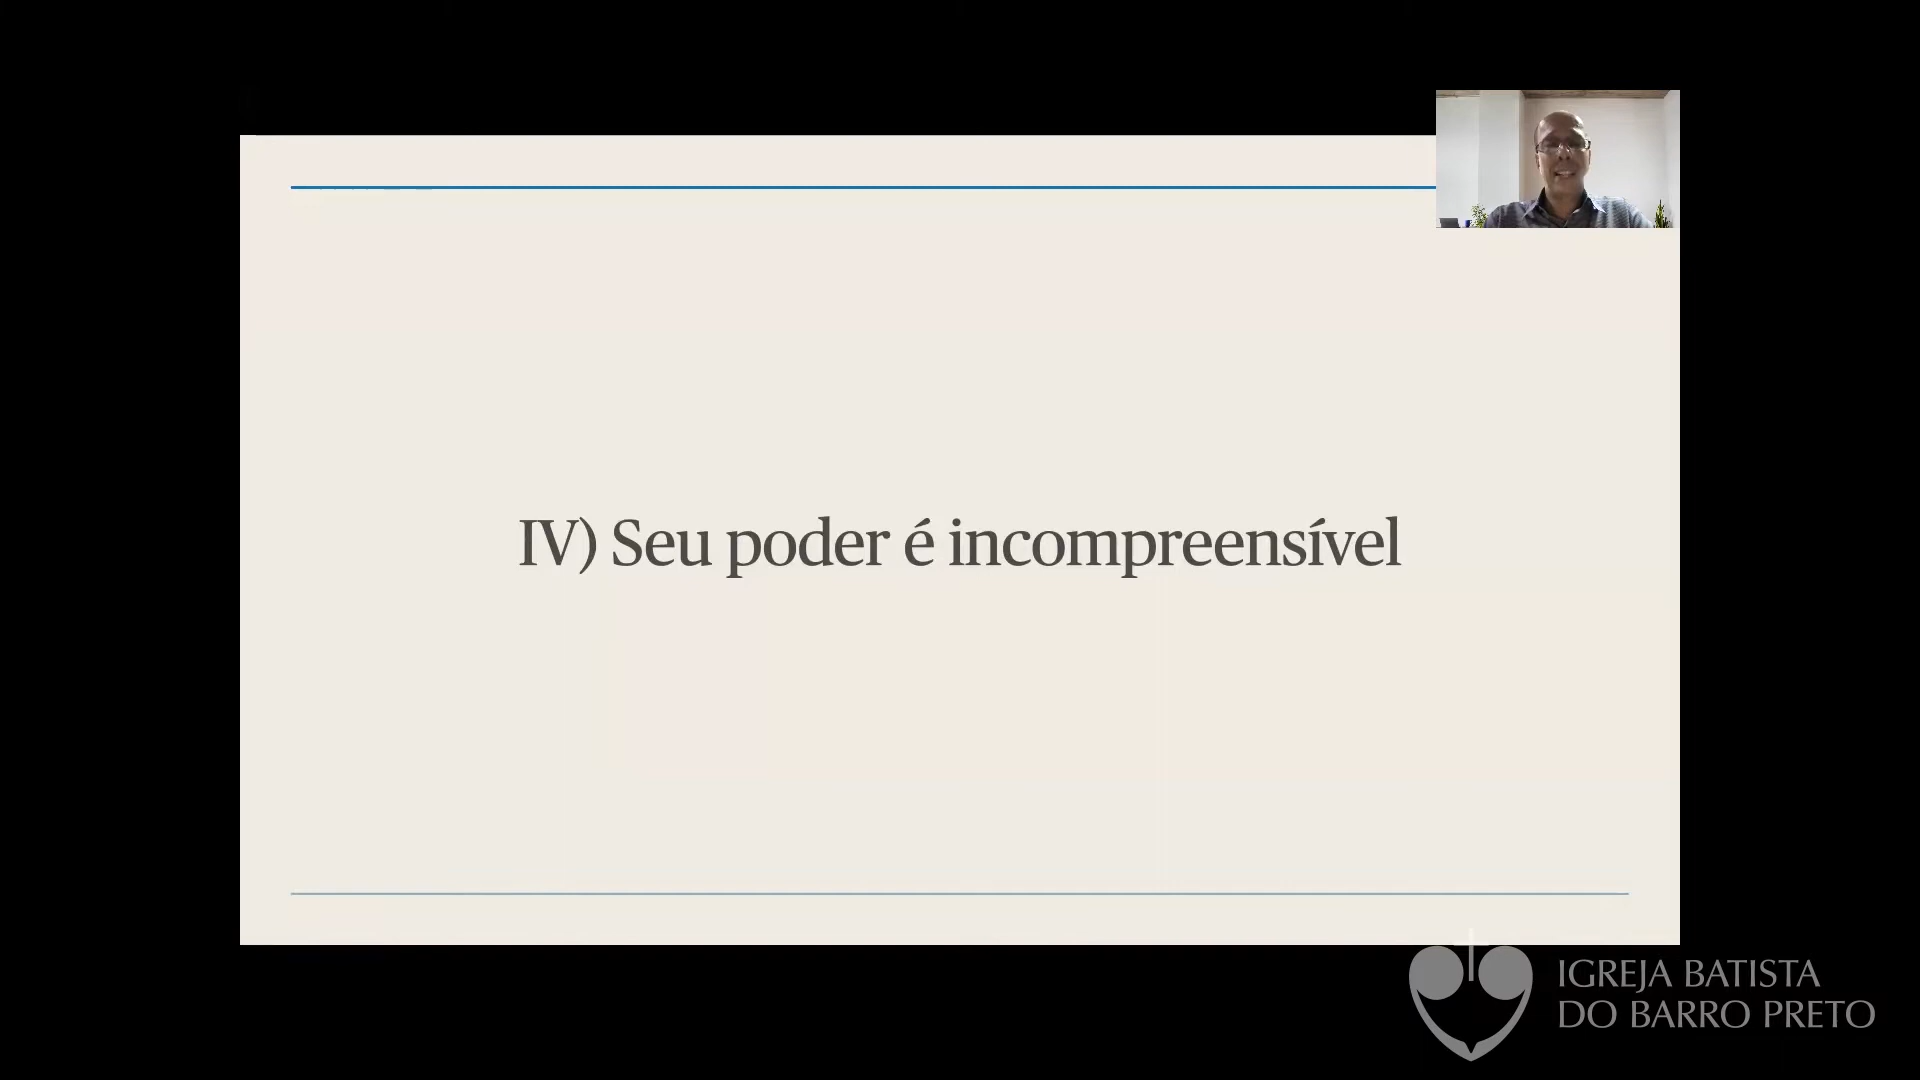 IV) Seu poder é incompreensível
IGREJA BATISTA
DO BARRO PRETO